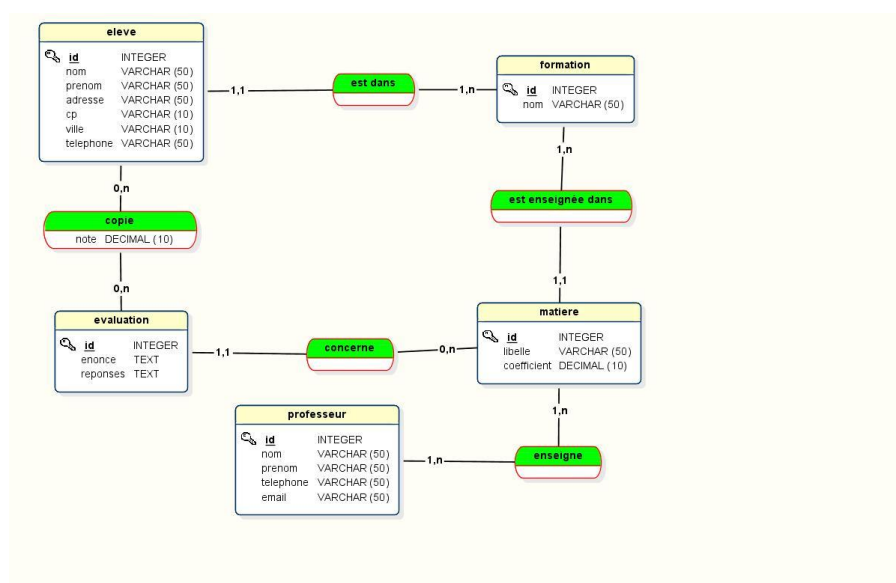 eleve
id INTEGER
nom VARCHAR (50)
prenom VARCHAR (50)
adresse VARCHAR (50)
cp VARCHAR (10)
ville VARCHAR (10)
telephone VARCHAR (50)
1,1
est dans
1,n
formation
id INTEGER
nom VARCHAR (50)
0,n
1,n
copie
note DECIMAL (10)
est enseignée dans
0,n
1,1
evaluation
id INTEGER
enonce TEXT
reponses TEXT
1,1
concerne
0,n
matiere
id INTEGER
libelle VARCHAR (50)
coefficient DECIMAL (10)
1,n
professeur
id INTEGER
nom VARCHAR (50)
prenom VARCHAR (50)
telephone VARCHAR (50)
email VARCHAR (50)
1,n
enseigne